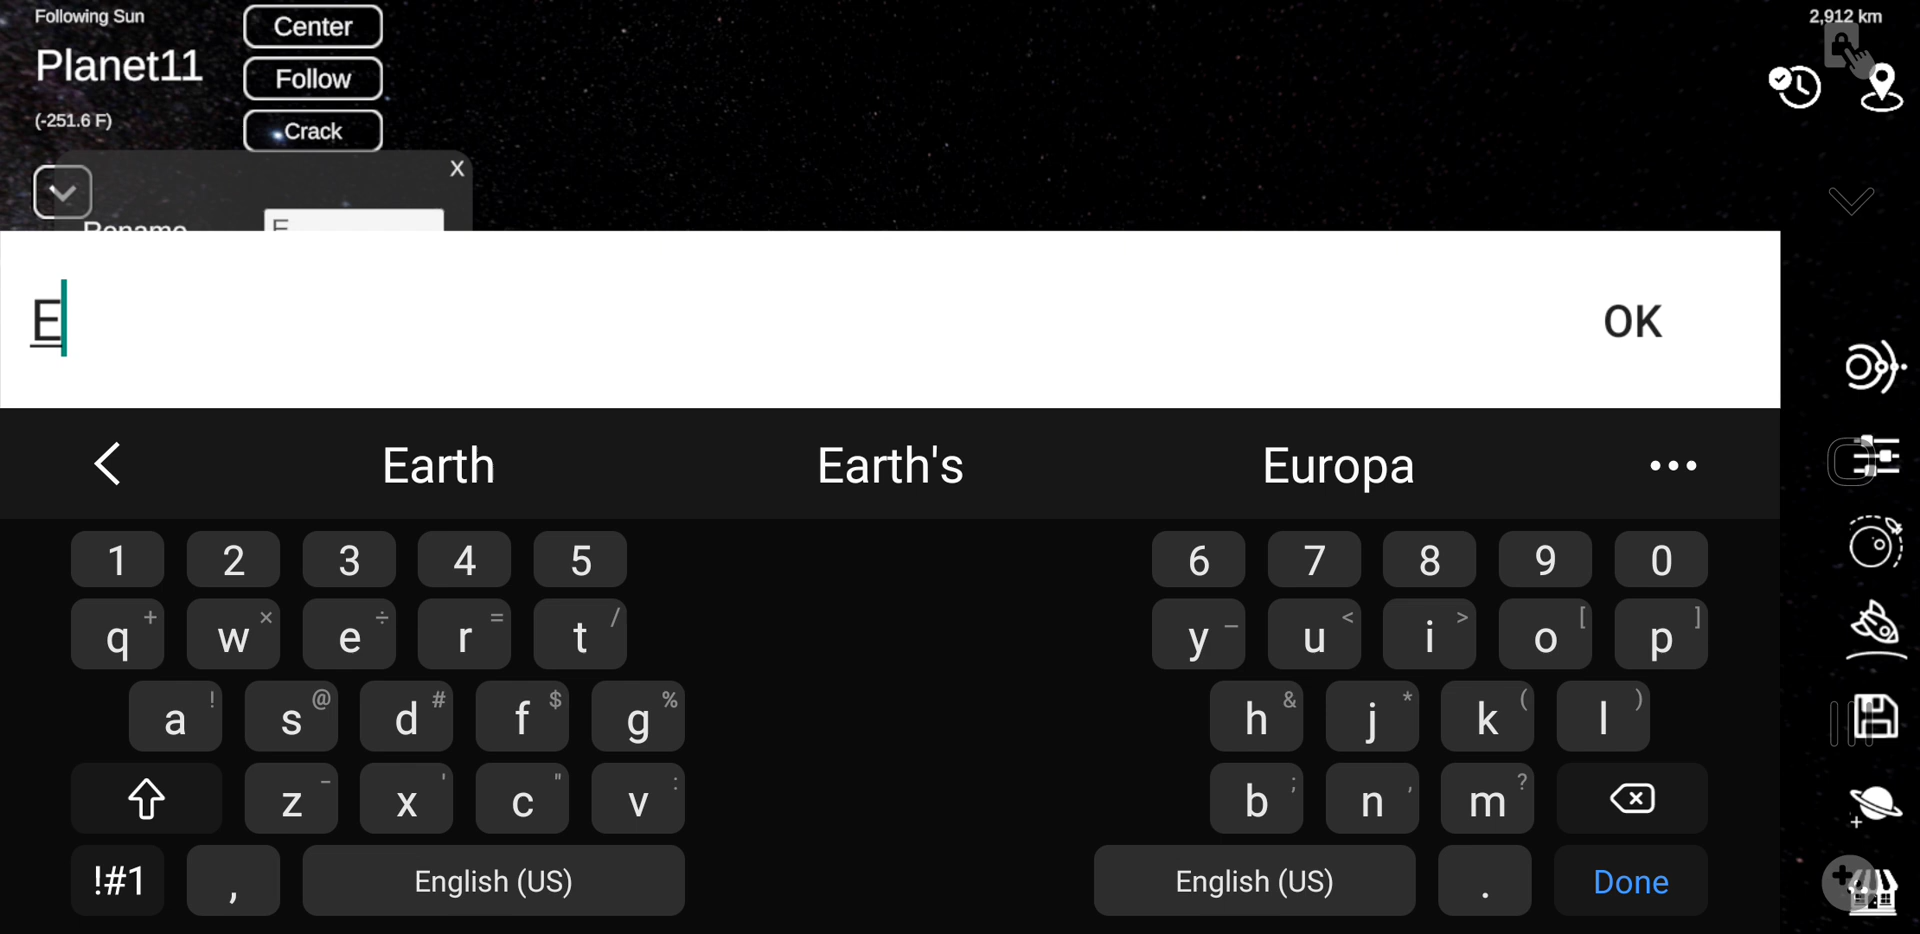 Following Sun
Planet11
(-251.6 F)
Center
Follow
Crack
2,912 km
X
Rename
E
E
OK
Earth
Earth's
Europa
1 2 3 4 5 6 7 8 9 0
q + w × e ÷ r = t / y _ u < i > o [ p ]
a ! s @ d # f $ g % h & j * k ( l )
z - x ' c " v : b ; n , m ?
!#1 , English (US) English (US) . Done